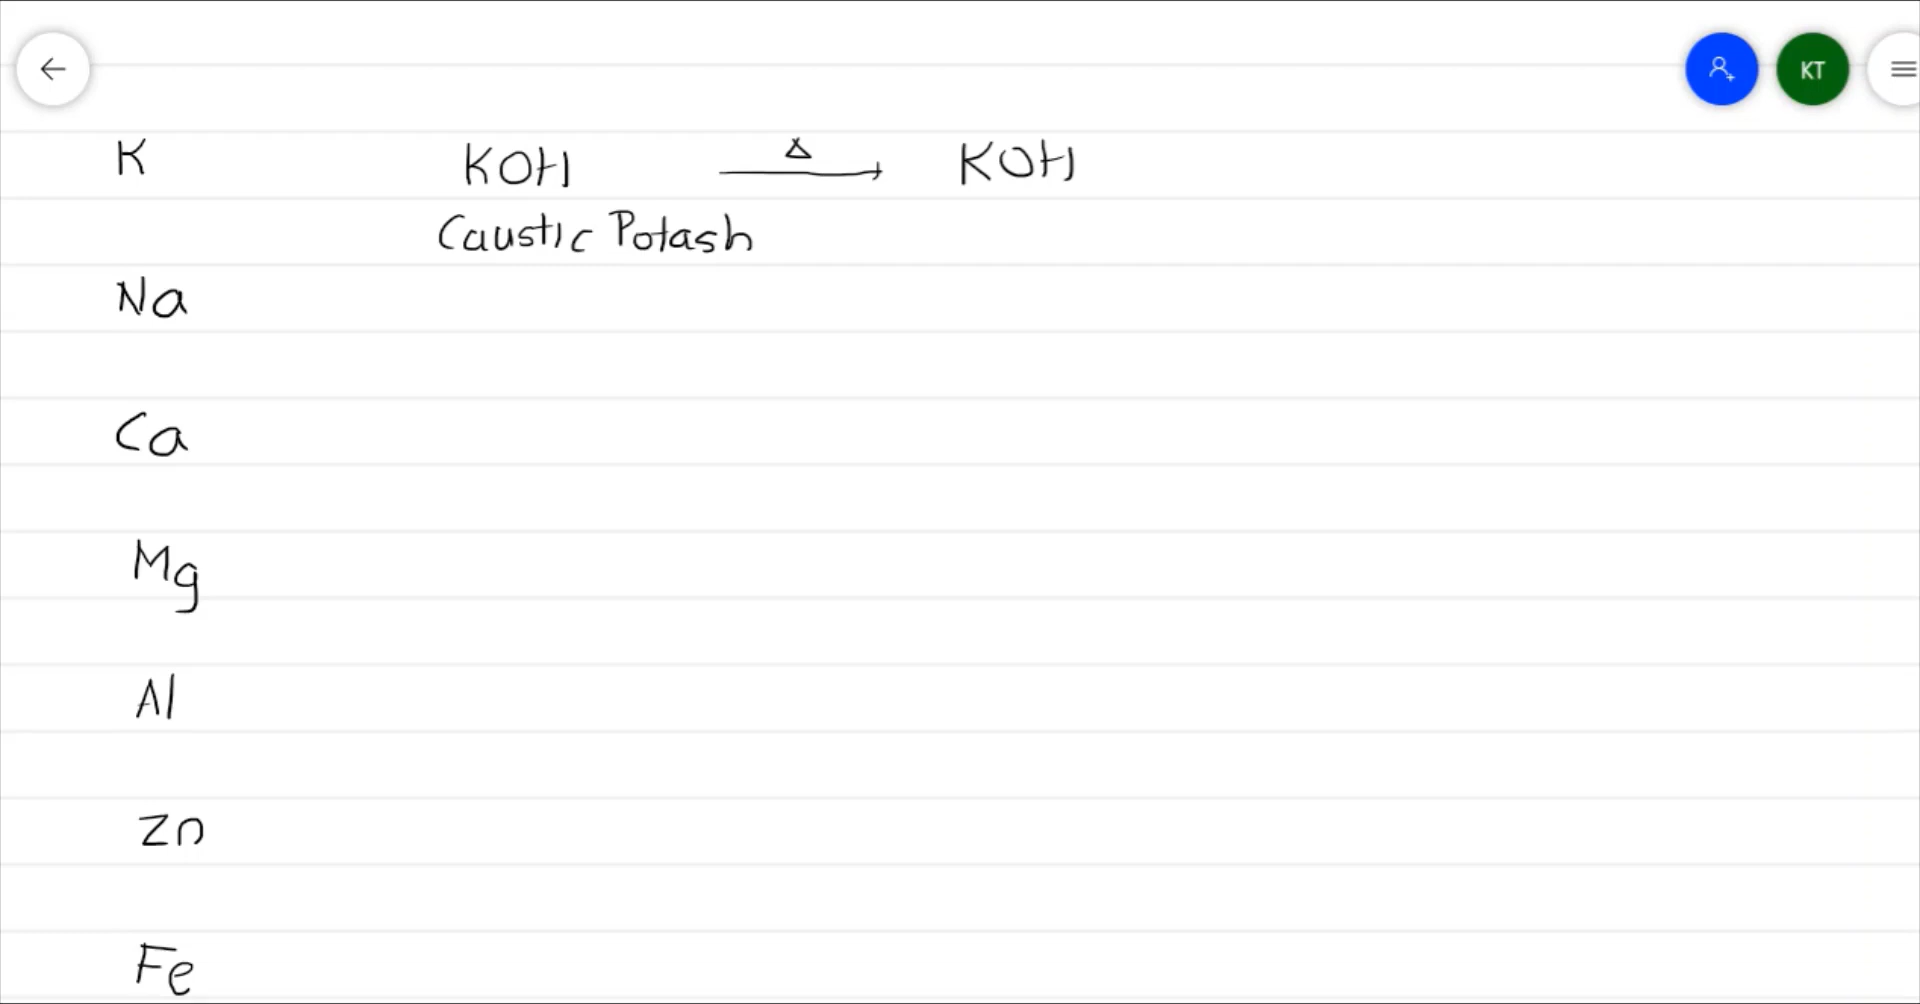 KT
K KOH Δ → KOH
Caustic Potash
Na
Ca
Mg
Al
Zn
Fe